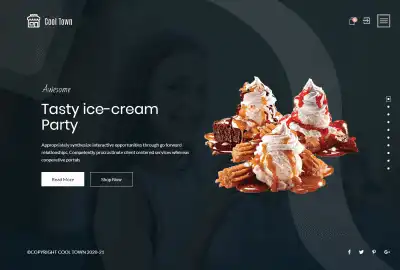 Cool Town
Awesome
Tasty ice-cream
Party
Appropriately synthesize interactive opportunities through go forward
relationships. Competently procrastinate client centered services whereas
cooperative portals
Read More
Shop Now
©COPYRIGHT COOL TOWN 2020-21